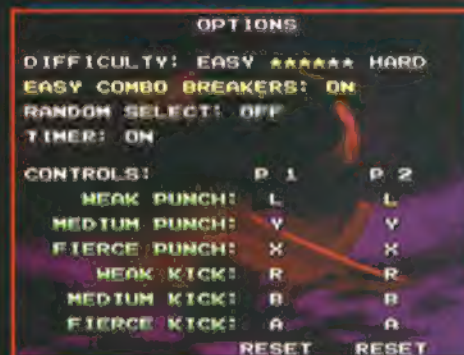 OPTIONS
DIFFICULTY: EASY ★★★★★★ HARD
EASY COMBO BREAKERS: ON
RANDOM SELECT: OFF
TIMER: ON
CONTROLS: P 1 P 2
WEAK PUNCH: L L
MEDIUM PUNCH: Y Y
FIERCE PUNCH: X X
WEAK KICK: R R
MEDIUM KICK: B B
FIERCE KICK: A A
RESET RESET